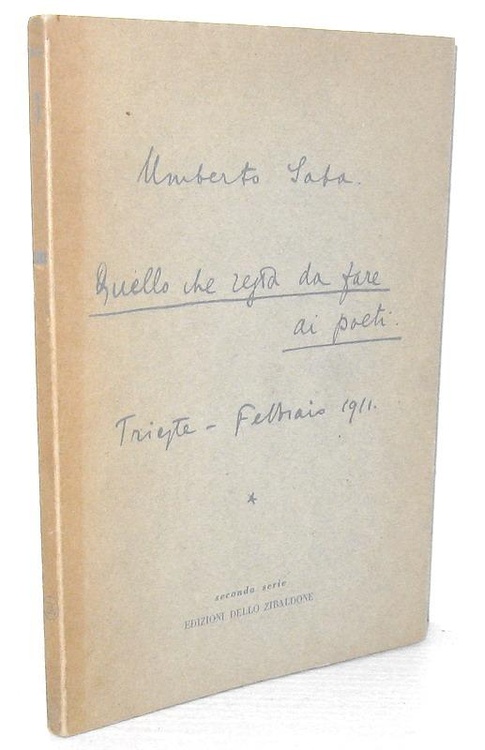 Umberto Saba.
Quello che resta da fare
ai poeti.
Trieste – Febbraio 1911.
*
seconda serie
EDIZIONI DELLO ZIBALDONE